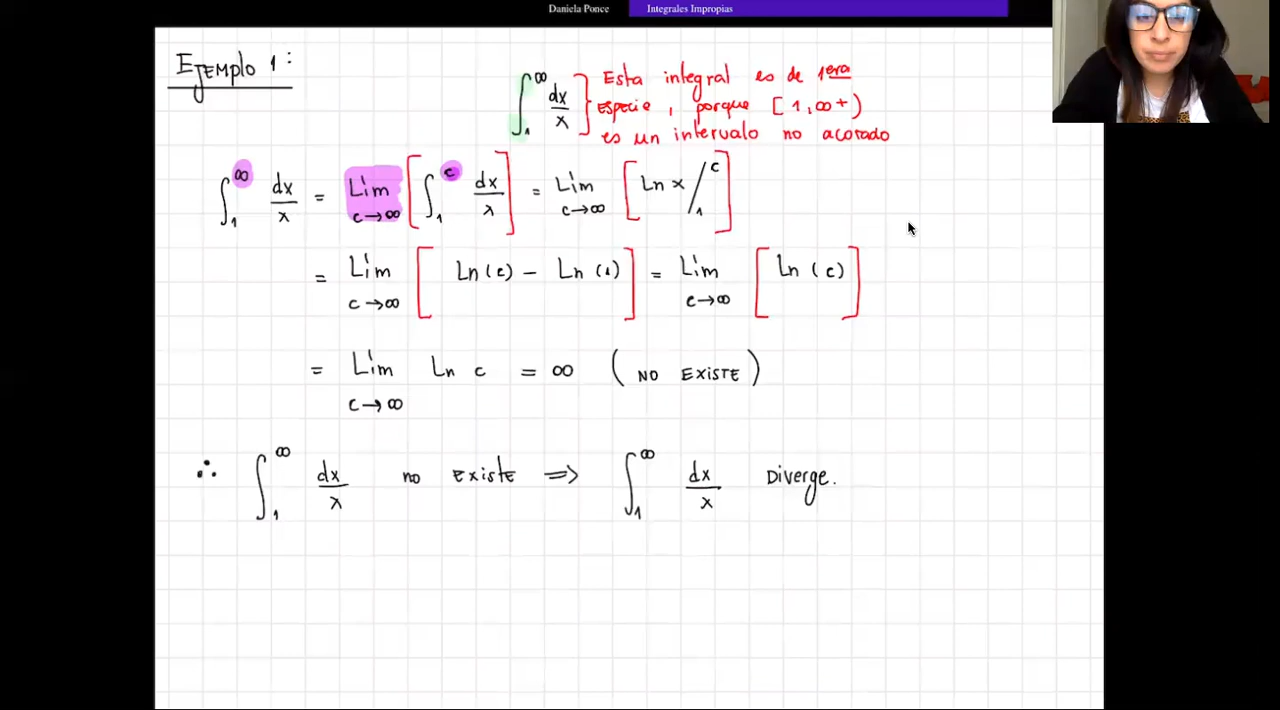 Daniela Ponce Integrales Impropias
Ejemplo 1:
∫₁^∞ dx/x } Esta integral es de 1era
especie, porque [1,∞+)
es un intervalo no acotado
∫₁^∞ dx/x = Lim c→∞ [ ∫₁^c dx/x ] = Lim c→∞ [ Ln x /₁^c ]
= Lim c→∞ [ Ln(c) - Ln(1) ] = Lim c→∞ [ Ln(c) ]
= Lim c→∞ Ln c = ∞ (NO EXISTE)
∴ ∫₁^∞ dx/x no existe ⟹ ∫₁^∞ dx/x Diverge.